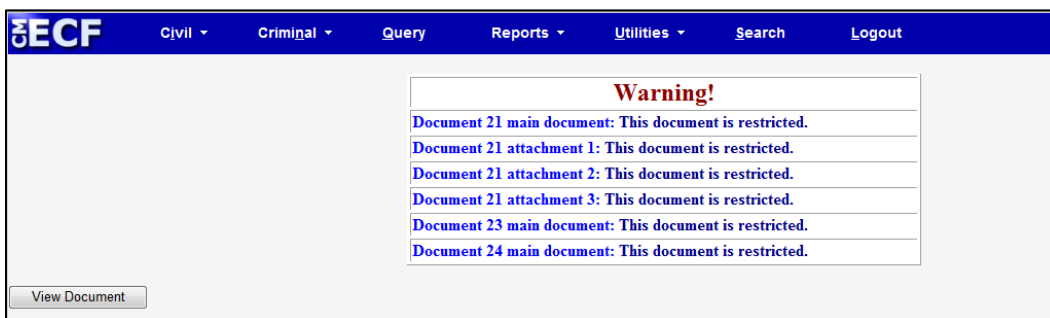 CM ECF Civil Criminal Query Reports Utilities Search Logout
Warning!
Document 21 main document: This document is restricted.
Document 21 attachment 1: This document is restricted.
Document 21 attachment 2: This document is restricted.
Document 21 attachment 3: This document is restricted.
Document 23 main document: This document is restricted.
Document 24 main document: This document is restricted.
View Document